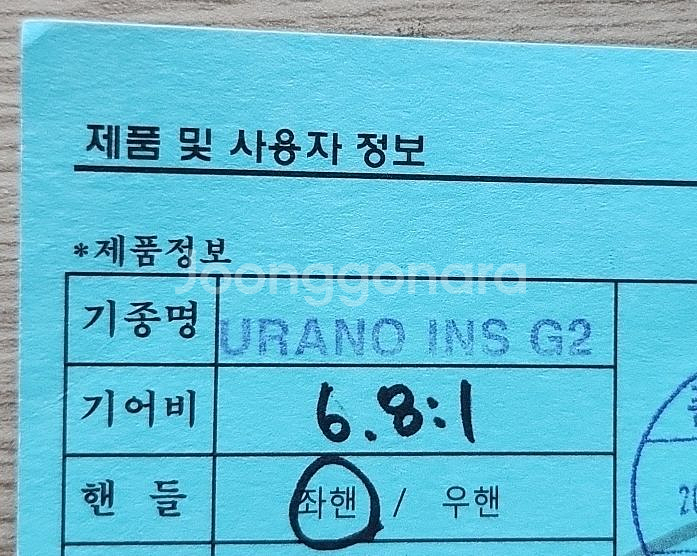 제품 및 사용자 정보
*제품정보
Joonggonara
기종명 URANO INS G2
기어비 6.8:1
핸들 좌핸 / 우핸